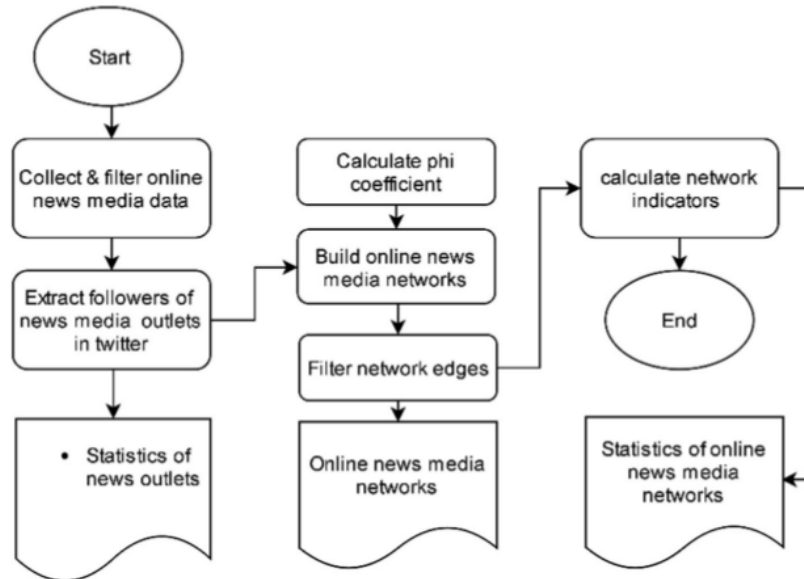 Start
Collect & filter online
news media data
Extract followers of
news media outlets
in twitter
• Statistics of
news outlets
Calculate phi
coefficient
Build online news
media networks
Filter network edges
Online news media
networks
calculate network
indicators
End
Statistics of online
news media
networks